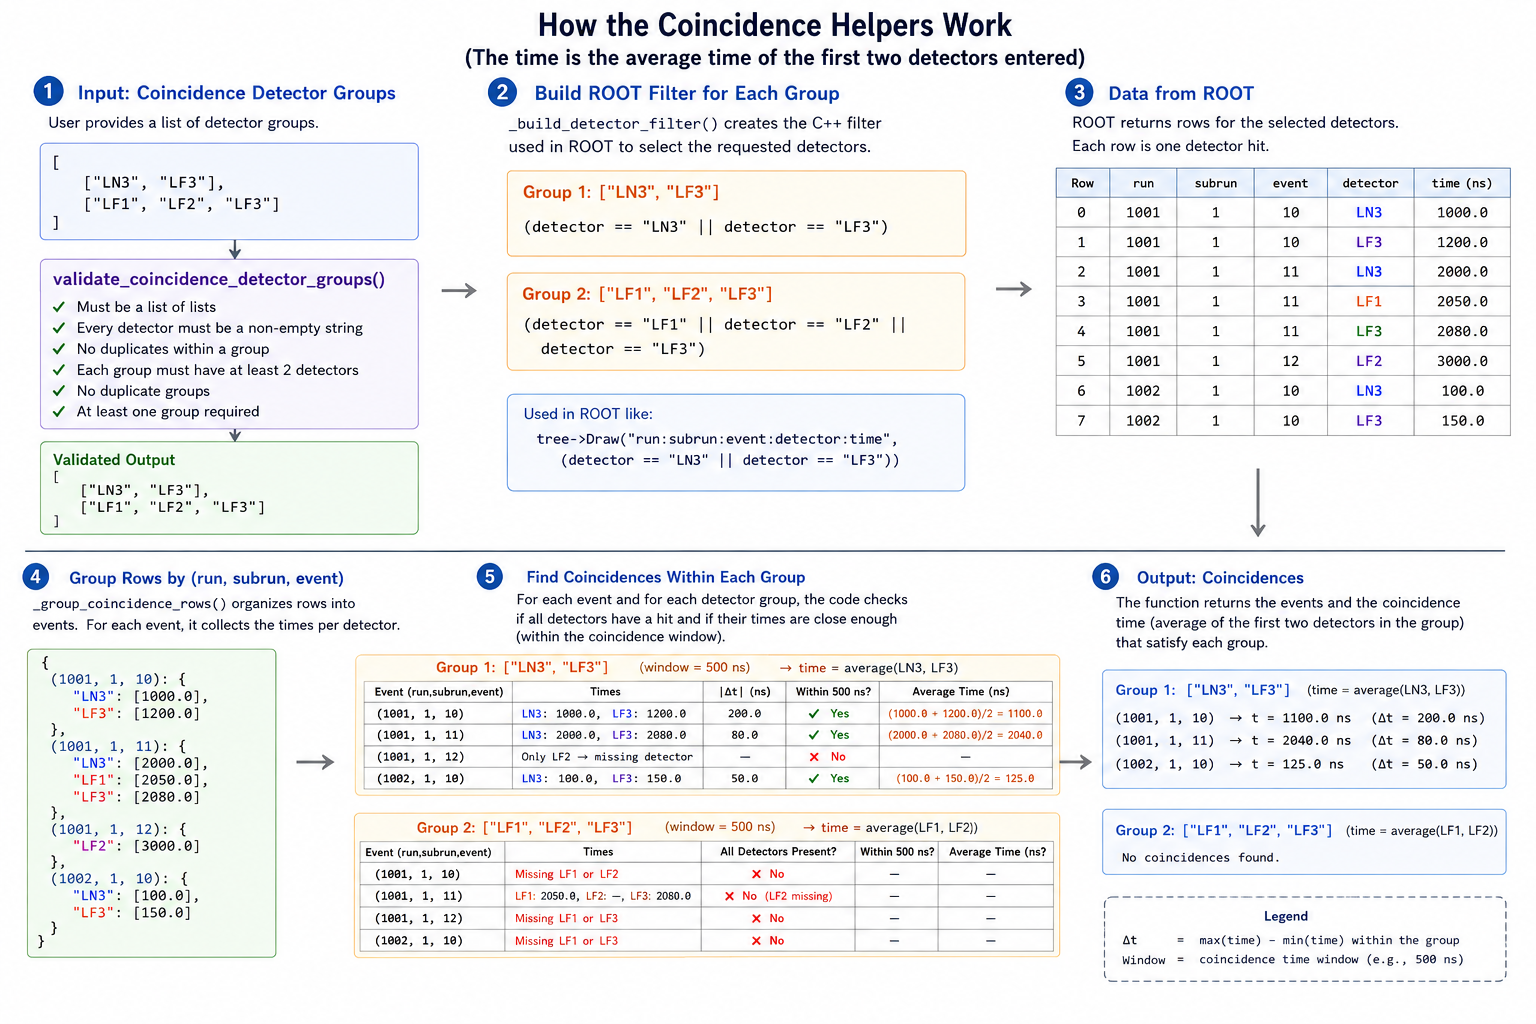 How the Coincidence Helpers Work
(The time is the average time of the first two detectors entered)
1 Input: Coincidence Detector Groups
User provides a list of detector groups.
[
["LN3", "LF3"],
["LF1", "LF2", "LF3"]
]
validate_coincidence_detector_groups()
✓ Must be a list of lists
✓ Every detector must be a non-empty string
✓ No duplicates within a group
✓ Each group must have at least 2 detectors
✓ No duplicate groups
✓ At least one group required
Validated Output
[
["LN3", "LF3"],
["LF1", "LF2", "LF3"]
]
2 Build ROOT Filter for Each Group
_build_detector_filter() creates the C++ filter
used in ROOT to select the requested detectors.
Group 1: ["LN3", "LF3"]
(detector == "LN3" || detector == "LF3")
Group 2: ["LF1", "LF2", "LF3"]
(detector == "LF1" || detector == "LF2" ||
detector == "LF3")
Used in ROOT like:
tree->Draw("run:subrun:event:detector:time",
(detector == "LN3" || detector == "LF3"))
3 Data from ROOT
ROOT returns rows for the selected detectors.
Each row is one detector hit.
Row run subrun event detector time (ns)
0 1001 1 10 LN3 1000.0
1 1001 1 10 LF3 1200.0
2 1001 1 11 LN3 2000.0
3 1001 1 11 LF1 2050.0
4 1001 1 11 LF3 2080.0
5 1001 1 12 LF2 3000.0
6 1002 1 10 LN3 100.0
7 1002 1 10 LF3 150.0
4 Group Rows by (run, subrun, event)
_group_coincidence_rows() organizes rows into
events. For each event, it collects the times per detector.
{
(1001, 1, 10): {
"LN3": [1000.0],
"LF3": [1200.0]
},
(1001, 1, 11): {
"LN3": [2000.0],
"LF1": [2050.0],
"LF3": [2080.0]
},
(1001, 1, 12): {
"LF2": [3000.0]
},
(1002, 1, 10): {
"LN3": [100.0],
"LF3": [150.0]
}
}
5 Find Coincidences Within Each Group
For each event and for each detector group, the code checks
if all detectors have a hit and if their times are close enough
(within the coincidence window).
Group 1: ["LN3", "LF3"] (window = 500 ns) → time = average(LN3, LF3)
Event (run,subrun,event) Times |Δt| (ns) Within 500 ns? Average Time (ns)
(1001, 1, 10) LN3: 1000.0, LF3: 1200.0 200.0 ✓ Yes (1000.0 + 1200.0)/2 = 1100.0
(1001, 1, 11) LN3: 2000.0, LF3: 2080.0 80.0 ✓ Yes (2000.0 + 2080.0)/2 = 2040.0
(1001, 1, 12) Only LF2 → missing detector — ✗ No —
(1002, 1, 10) LN3: 100.0, LF3: 150.0 50.0 ✓ Yes (100.0 + 150.0)/2 = 125.0
Group 2: ["LF1", "LF2", "LF3"] (window = 500 ns) → time = average(LF1, LF2))
Event (run,subrun,event) Times All Detectors Present? Within 500 ns? Average Time (ns?
(1001, 1, 10) Missing LF1 or LF2 ✗ No — —
(1001, 1, 11) LF1: 2050.0, LF2: —, LF3: 2080.0 ✗ No (LF2 missing) — —
(1001, 1, 12) Missing LF1 or LF3 ✗ No — —
(1002, 1, 10) Missing LF1 or LF3 ✗ No — —
6 Output: Coincidences
The function returns the events and the coincidence
time (average of the first two detectors in the group)
that satisfy each group.
Group 1: ["LN3", "LF3"] (time = average(LN3, LF3))
(1001, 1, 10) → t = 1100.0 ns (Δt = 200.0 ns)
(1001, 1, 11) → t = 2040.0 ns (Δt = 80.0 ns)
(1002, 1, 10) → t = 125.0 ns (Δt = 50.0 ns)
Group 2: ["LF1", "LF2", "LF3"] (time = average(LF1, LF2))
No coincidences found.
Legend
Δt = max(time) – min(time) within the group
Window = coincidence time window (e.g., 500 ns)